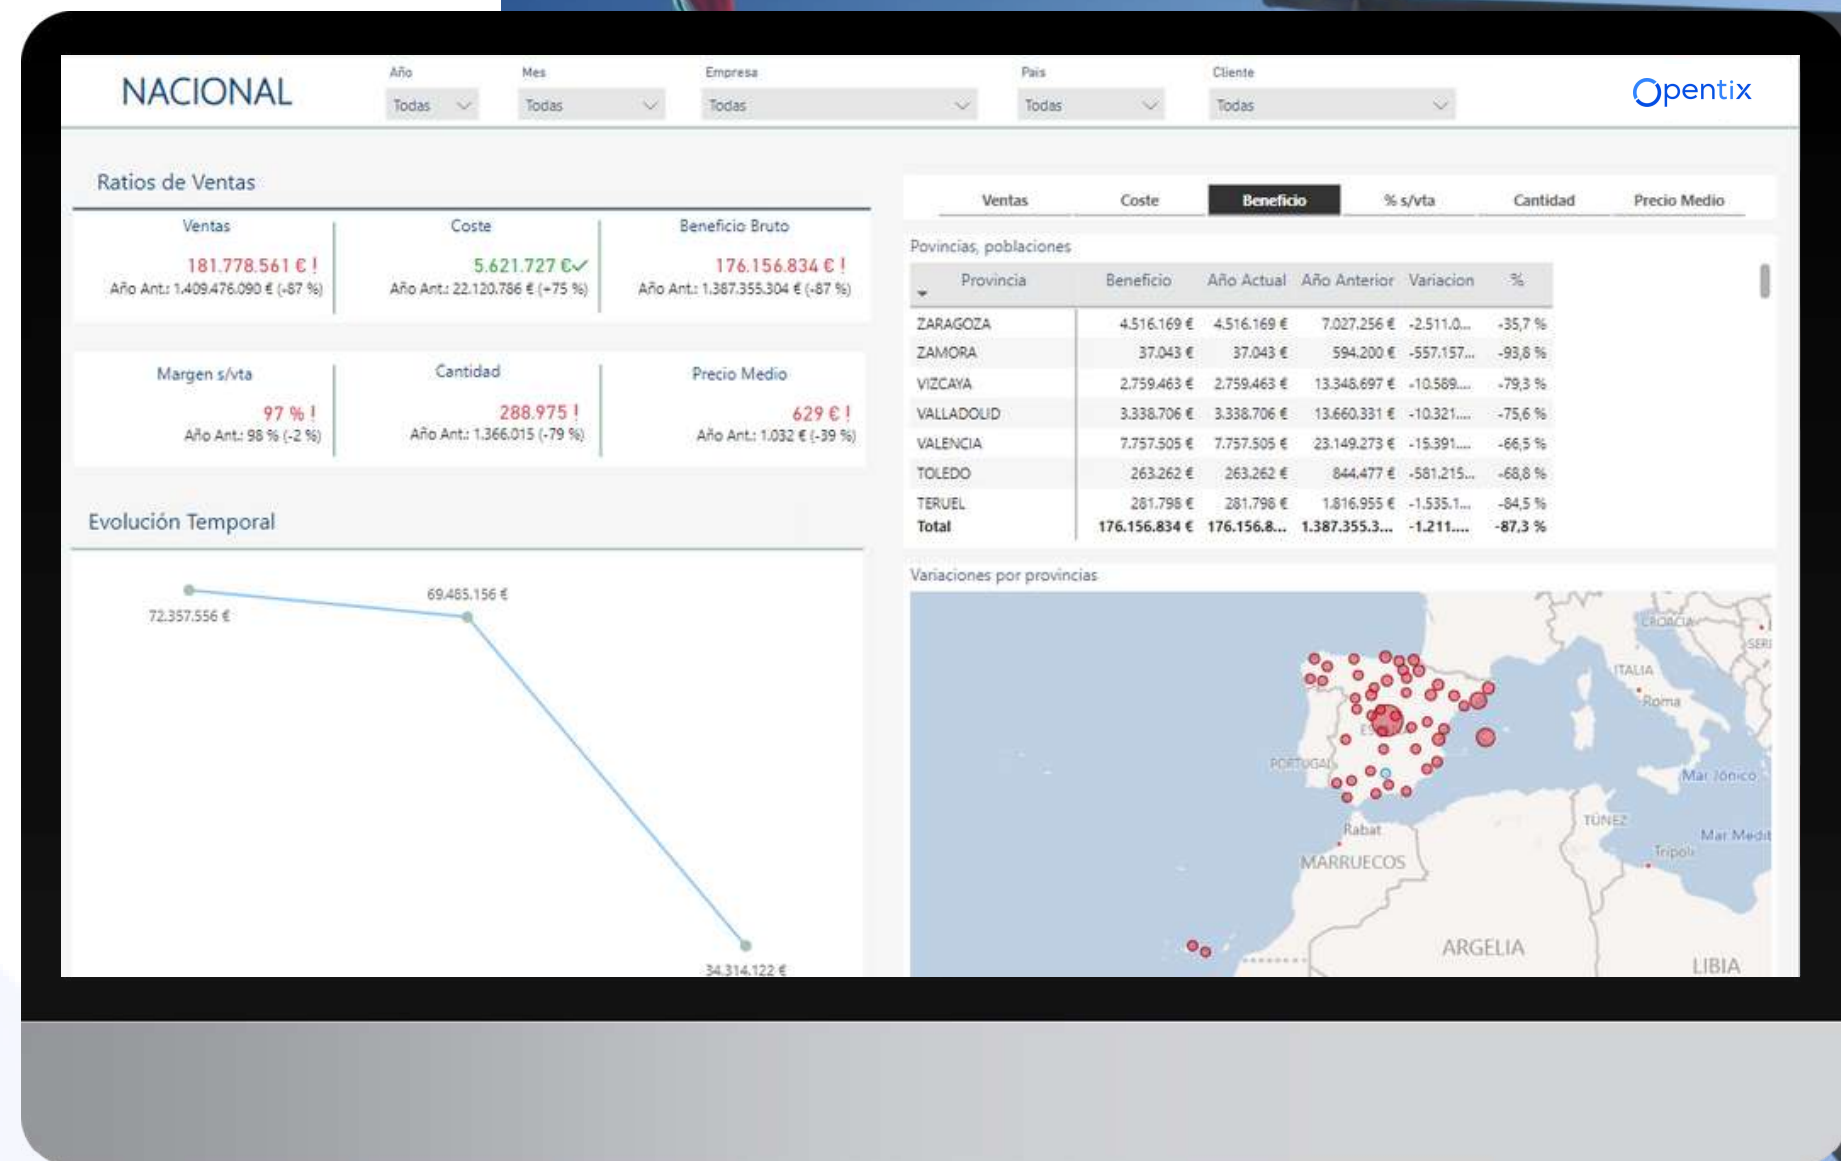 NACIONAL
Año
Mes
Empresa
Pais
Cliente
Todas
Todas
Todas
Todas
Todas
Opentix
Ratios de Ventas
Ventas
Coste
Beneficio Bruto
181.778.561 € !
5.621.727 €✓
176.156.834 € !
Año Ant.: 1.409.476.090 € (-87 %)
Año Ant.: 22.120.786 € (+75 %)
Año Ant.: 1.387.355.304 € (-87 %)
Margen s/vta
Cantidad
Precio Medio
97 % !
288.975 !
629 € !
Año Ant.: 98 % (-2 %)
Año Ant.: 1.366.015 (-79 %)
Año Ant.: 1.032 € (-39 %)
Evolución Temporal
72.357.556 €
69.485.156 €
34.314.122 €
Ventas
Coste
Beneficio
% s/vta
Cantidad
Precio Medio
Povincias, poblaciones
Provincia Beneficio Año Actual Año Anterior Variacion %
ZARAGOZA 4.516.169 € 4.516.169 € 7.027.256 € -2.511.0... -35,7 %
ZAMORA 37.043 € 37.043 € 594.200 € -557.157... -93,8 %
VIZCAYA 2.759.463 € 2.759.463 € 13.348.697 € -10.589.... -79,3 %
VALLADOLID 3.338.706 € 3.338.706 € 13.660.331 € -10.321.... -75,6 %
VALENCIA 7.757.505 € 7.757.505 € 23.149.273 € -15.391.... -66,5 %
TOLEDO 263.262 € 263.262 € 844.477 € -581.215... -68,8 %
TERUEL 281.798 € 281.798 € 1.816.955 € -1.535.1... -84,5 %
Total 176.156.834 € 176.156.8... 1.387.355.3... -1.211.... -87,3 %
Variaciones por provincias
CROACIA
ITALIA
Roma
PORTUGAL
Mar Jónico
TÚNEZ
Rabat
Mar Medit
Trípoli
MARRUECOS
ARGELIA
LIBIA